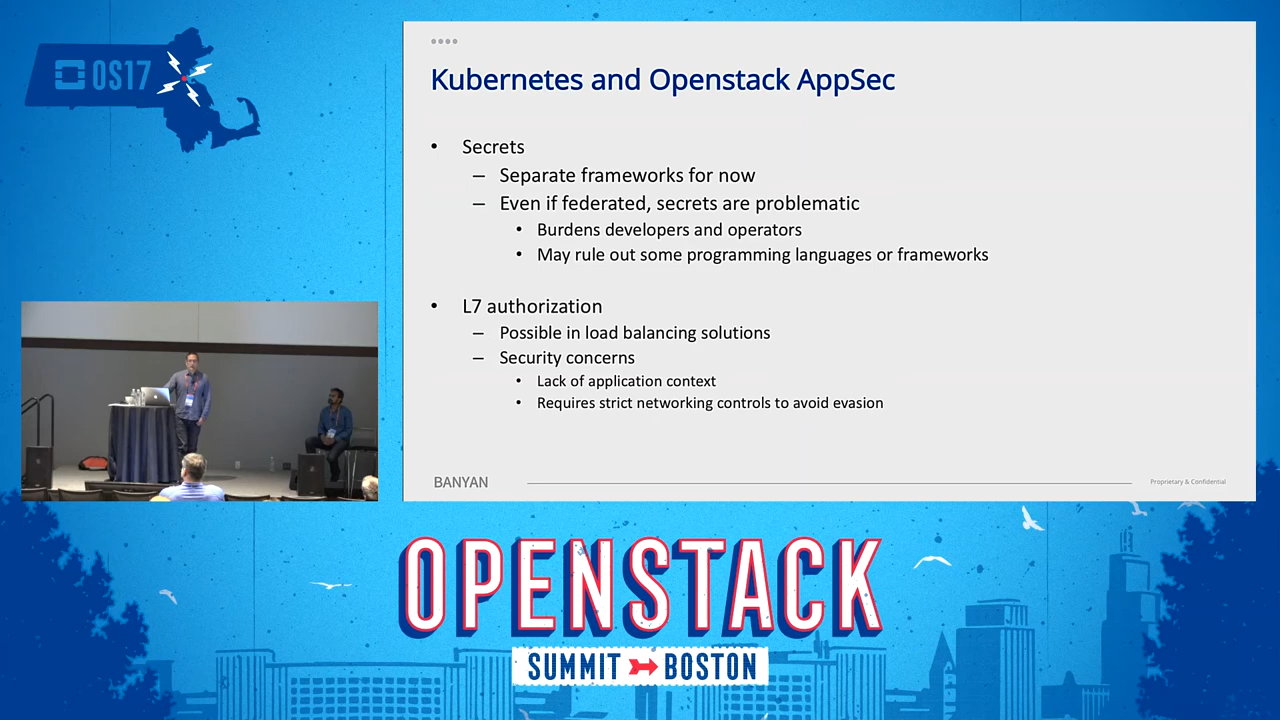 OS17
Kubernetes and Openstack AppSec
• Secrets
– Separate frameworks for now
– Even if federated, secrets are problematic
• Burdens developers and operators
• May rule out some programming languages or frameworks
• L7 authorization
– Possible in load balancing solutions
– Security concerns
• Lack of application context
• Requires strict networking controls to avoid evasion
BANYAN
Proprietary & Confidential
OPENSTACK
SUMMIT BOSTON